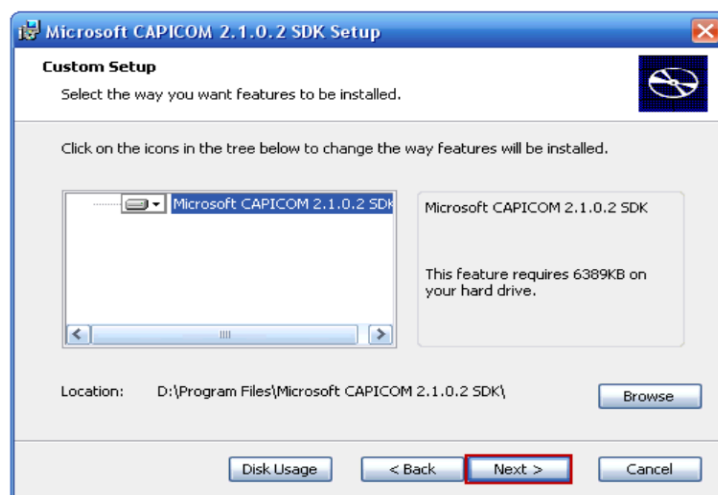 Microsoft CAPICOM 2.1.0.2 SDK Setup
Custom Setup
Select the way you want features to be installed.
Click on the icons in the tree below to change the way features will be installed.
Microsoft CAPICOM 2.1.0.2 SDK
Microsoft CAPICOM 2.1.0.2 SDK
This feature requires 6389KB on
your hard drive.
Location: D:\Program Files\Microsoft CAPICOM 2.1.0.2 SDK\
Browse
Disk Usage < Back Next > Cancel